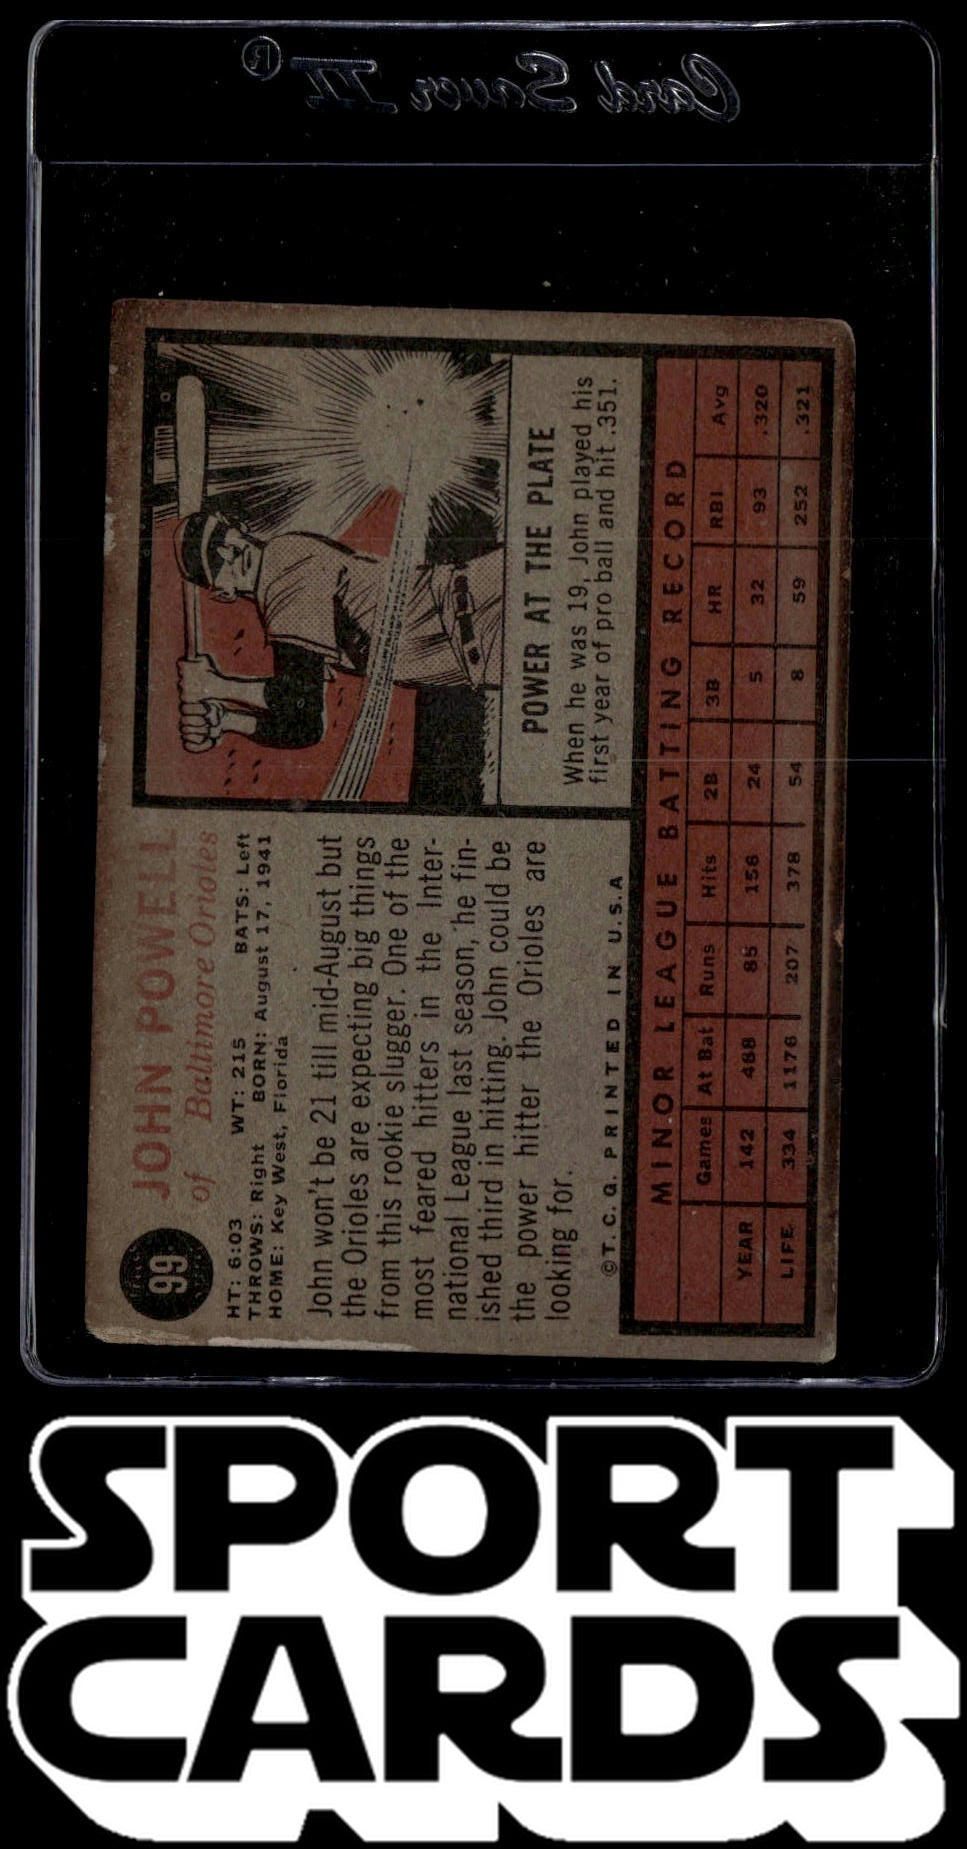 Card Saver III®
99
JOHN POWELL
of Baltimore Orioles
HT: 6:03 WT: 215 BATS: Left
THROWS: Right BORN: August 17, 1941
HOME: Key West, Florida
John won't be 21 till mid-August but
the Orioles are expecting big things
from this rookie slugger. One of the
most feared hitters in the Inter-
national League last season, he fin-
ished third in hitting. John could be
the power hitter the Orioles are
looking for.
©T. C. G. PRINTED IN U.S.A
POWER AT THE PLATE
When he was 19, John played his
first year of pro ball and hit .351.
MINOR LEAGUE BATTING RECORD
Games At Bat Runs Hits 2B 3B HR RBI Avg
YEAR 142 488 85 156 24 5 32 93 .320
LIFE 334 1176 207 378 54 8 59 252 .321
SPORT
CARDS